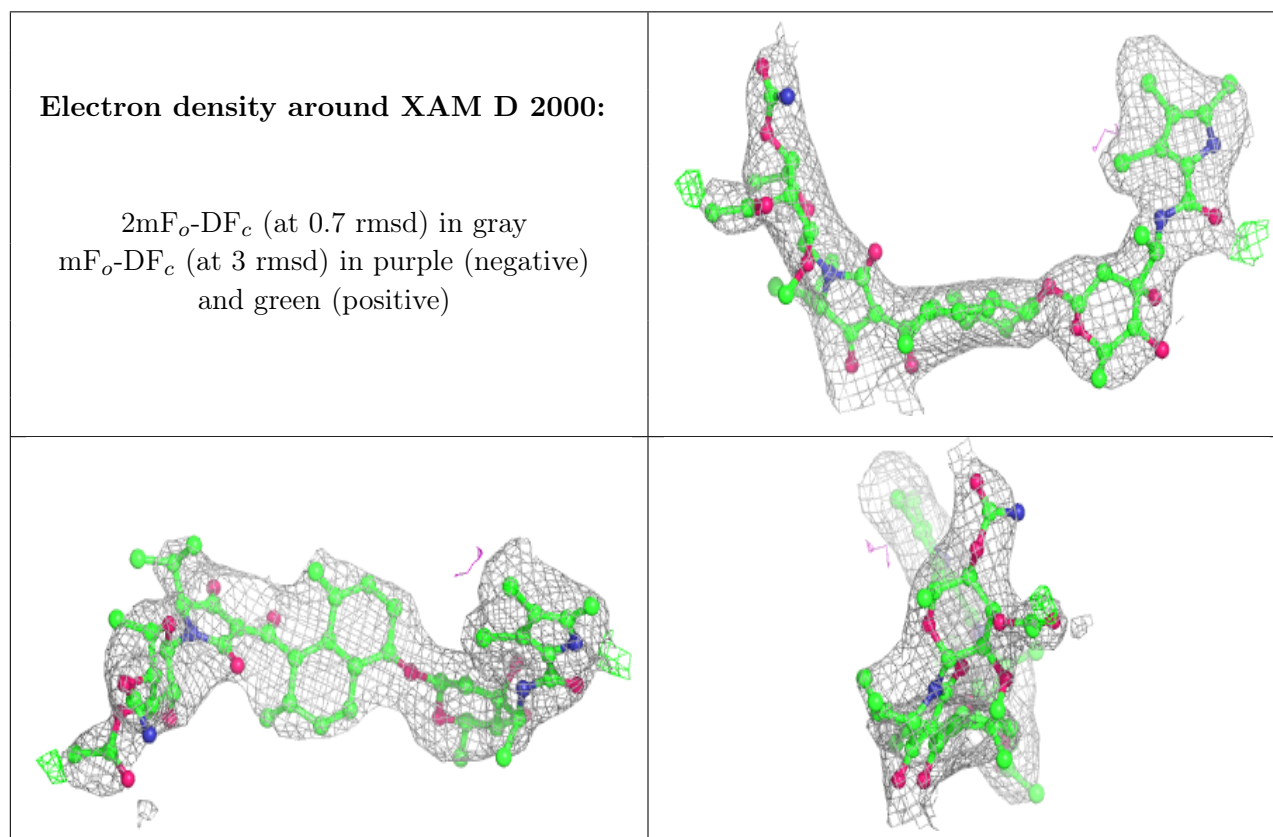 Electron density around XAM D 2000:
2mFo-DFc (at 0.7 rmsd) in gray
mFo-DFc (at 3 rmsd) in purple (negative)
and green (positive)